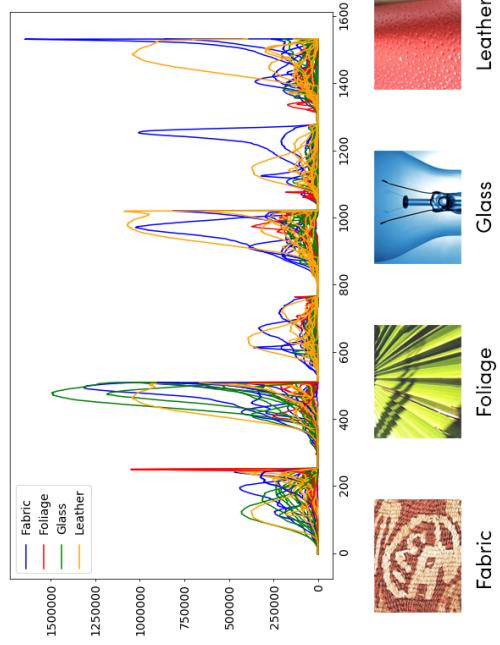 Fabric
Foliage
Glass
Leather
1500000
1250000
1000000
750000
500000
250000
0
0
200
400
600
800
1000
1200
1400
1600
Fabric
Foliage
Glass
Leather